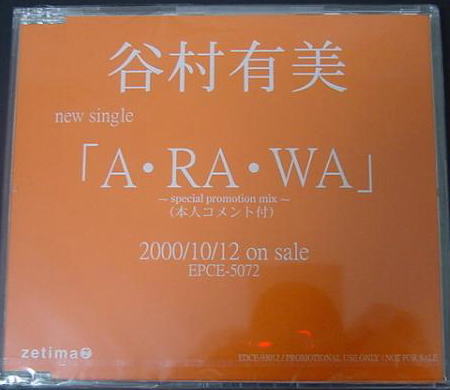 谷村有美
new single
「A・RA・WA」
~ special promotion mix ~
（本人コメント付）
2000/10/12 on sale
EPCE-5072
zetima
/ PROMOTIONAL USE ONLY / NOT FOR SALE